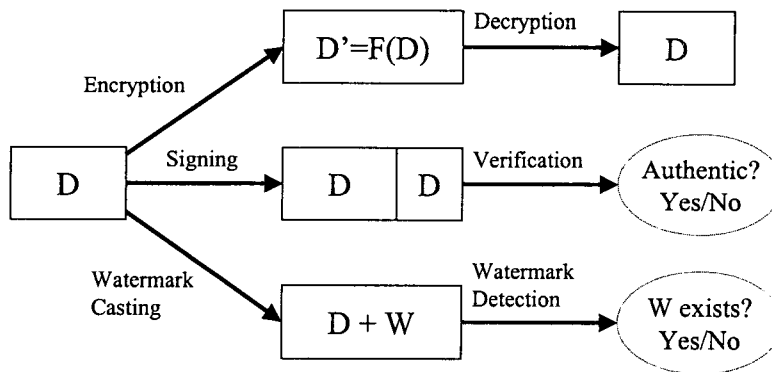 D
Encryption
D'=F(D)
Decryption
D
Signing
D D
Verification
Authentic?
Yes/No
Watermark
Casting
D + W
Watermark
Detection
W exists?
Yes/No